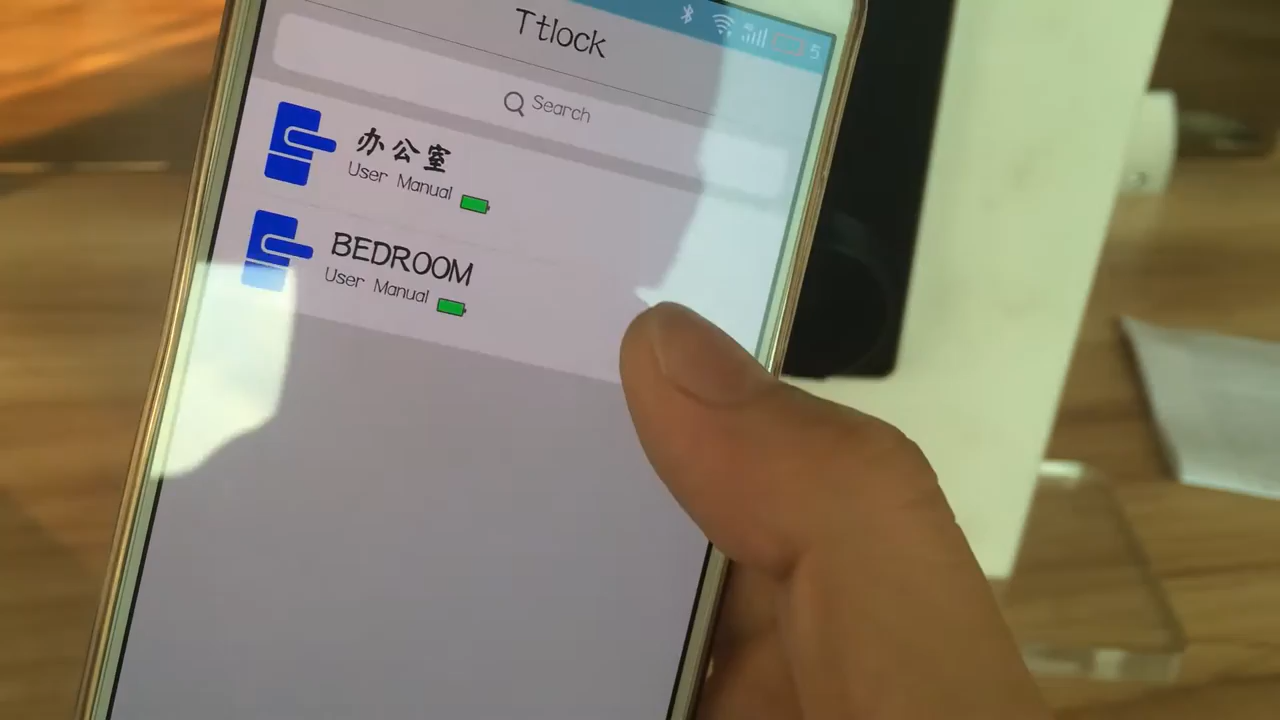 Ttlock
Search
办公室
User Manual
BEDROOM
User Manual